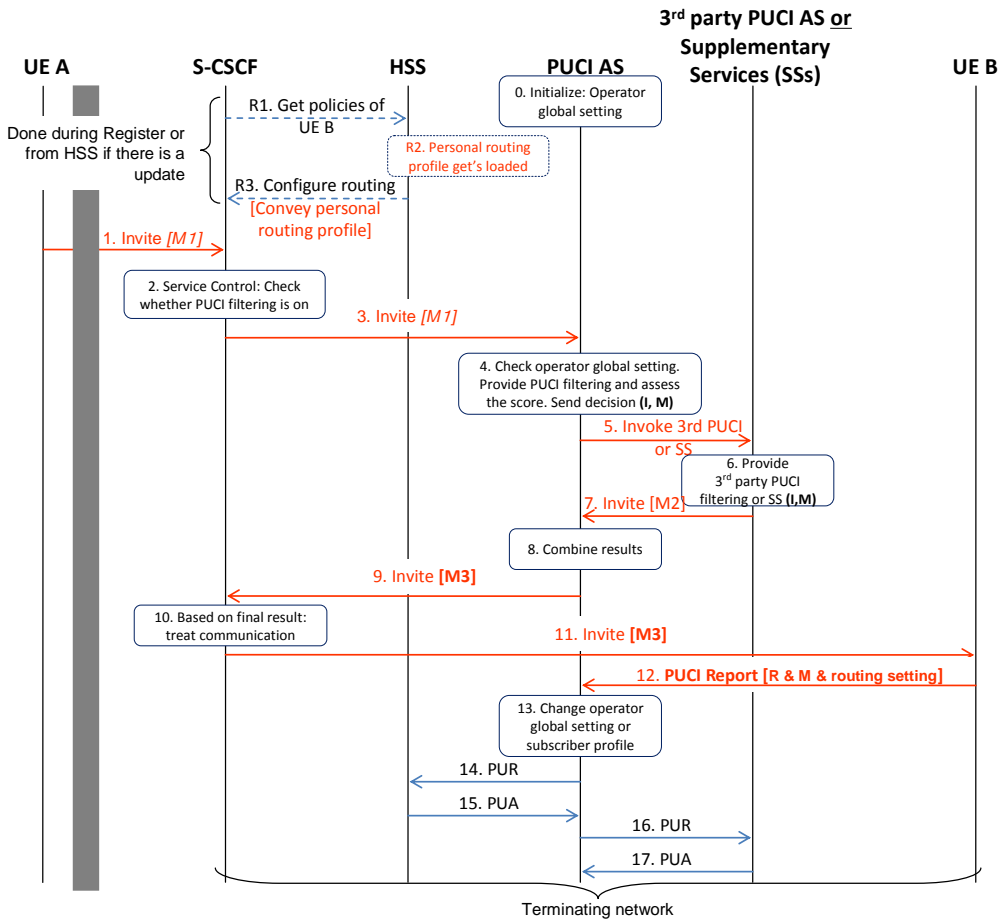 3rd party PUCI AS or
Supplementary
Services (SSs)
UE A
S-CSCF
HSS
PUCI AS
UE B
0. Initialize: Operator
global setting
R1. Get policies of
UE B
Done during Register or
from HSS if there is a
update
R2. Personal routing
profile get's loaded
R3. Configure routing
[Convey personal
routing profile]
1. Invite [M1]
2. Service Control: Check
whether PUCI filtering is on
3. Invite [M1]
4. Check operator global setting.
Provide PUCI filtering and assess
the score. Send decision (I, M)
5. Invoke 3rd PUCI
or SS
6. Provide
3rd party PUCI
filtering or SS (I,M)
7. Invite [M2]
8. Combine results
9. Invite [M3]
10. Based on final result:
treat communication
11. Invite [M3]
12. PUCI Report [R & M & routing setting]
13. Change operator
global setting or
subscriber profile
14. PUR
15. PUA
16. PUR
17. PUA
Terminating network